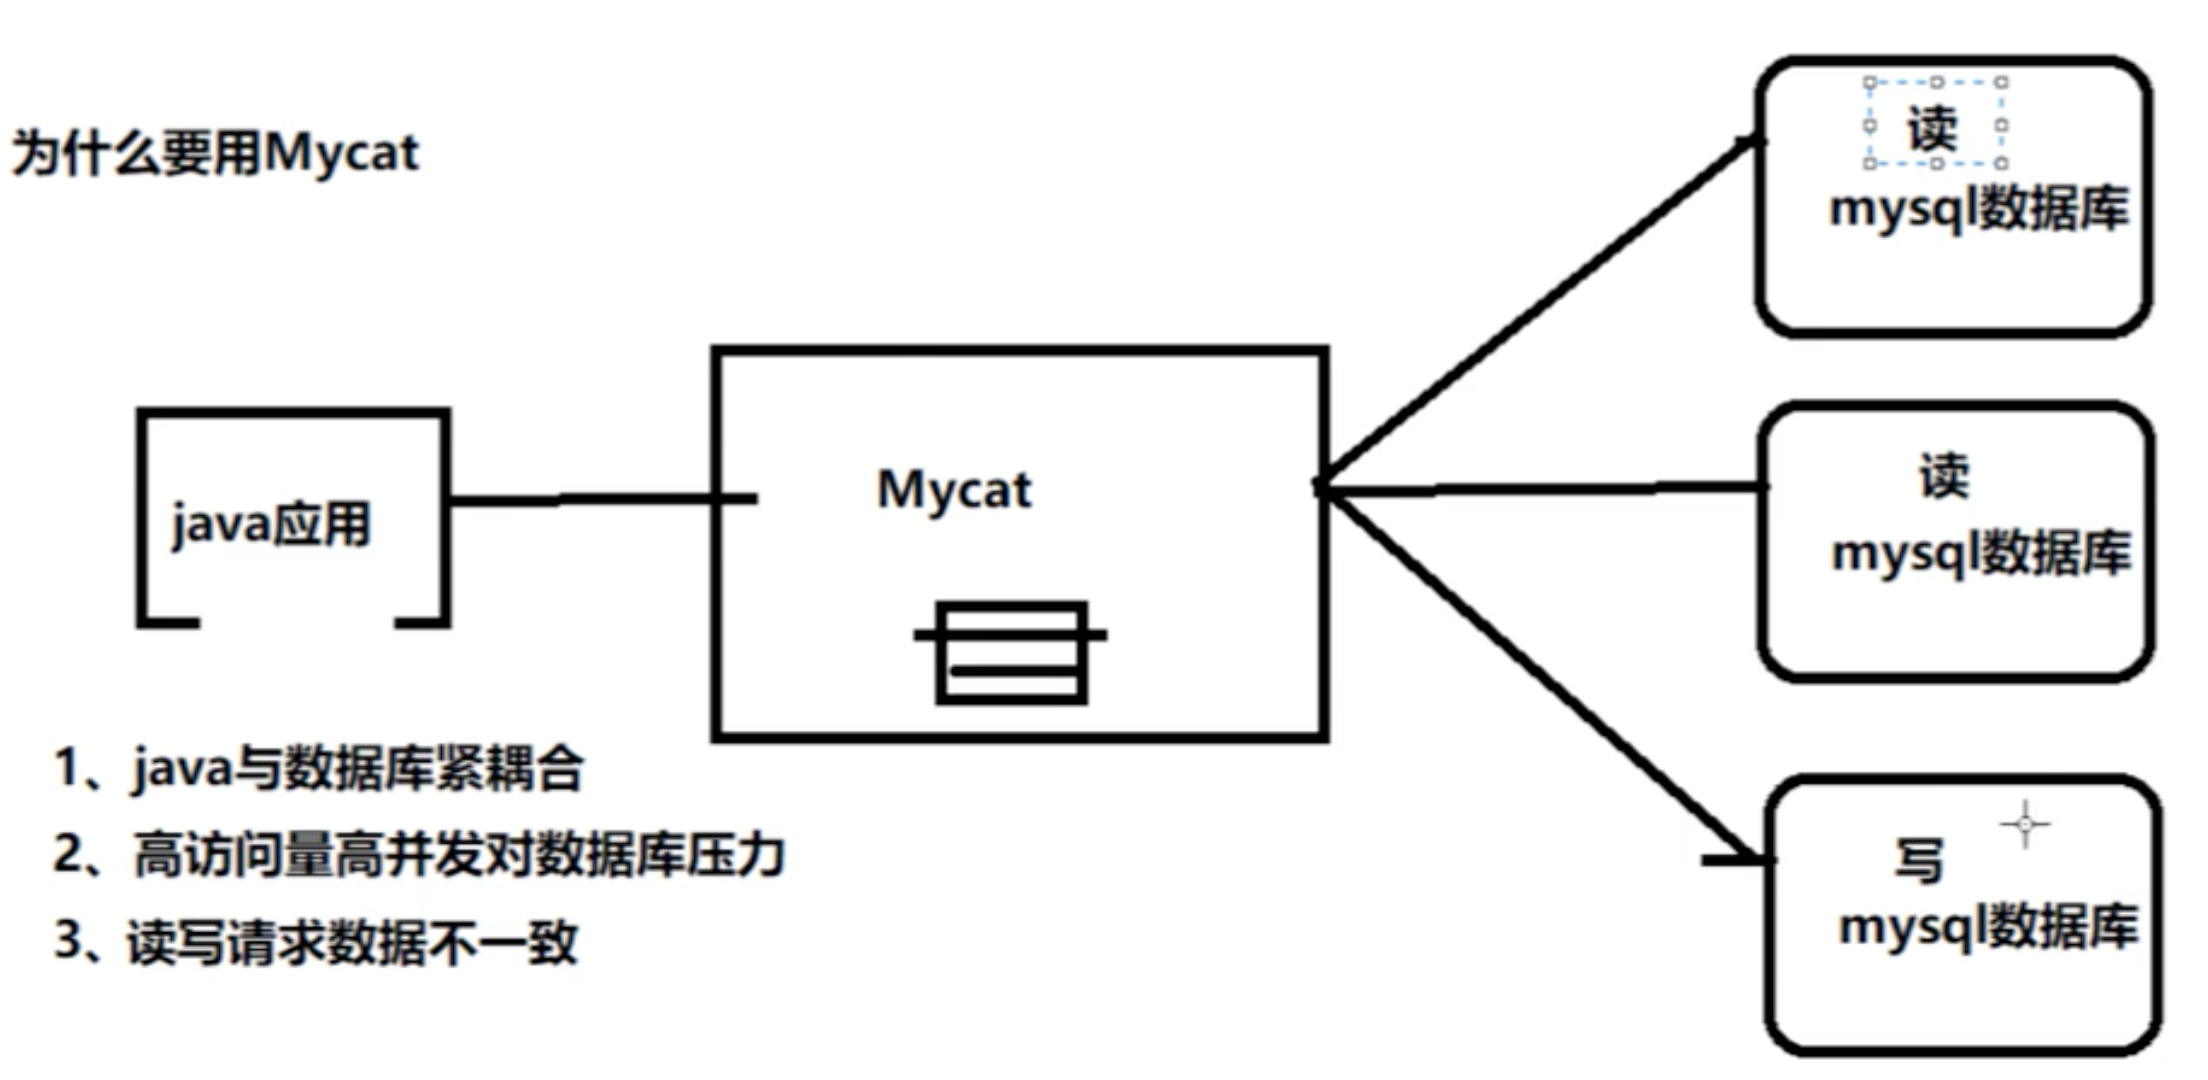 为什么要用Mycat
读
mysql数据库
java应用
Mycat
读
mysql数据库
1、java与数据库紧耦合
2、高访问量高并发对数据库压力
3、读写请求数据不一致
写
mysql数据库